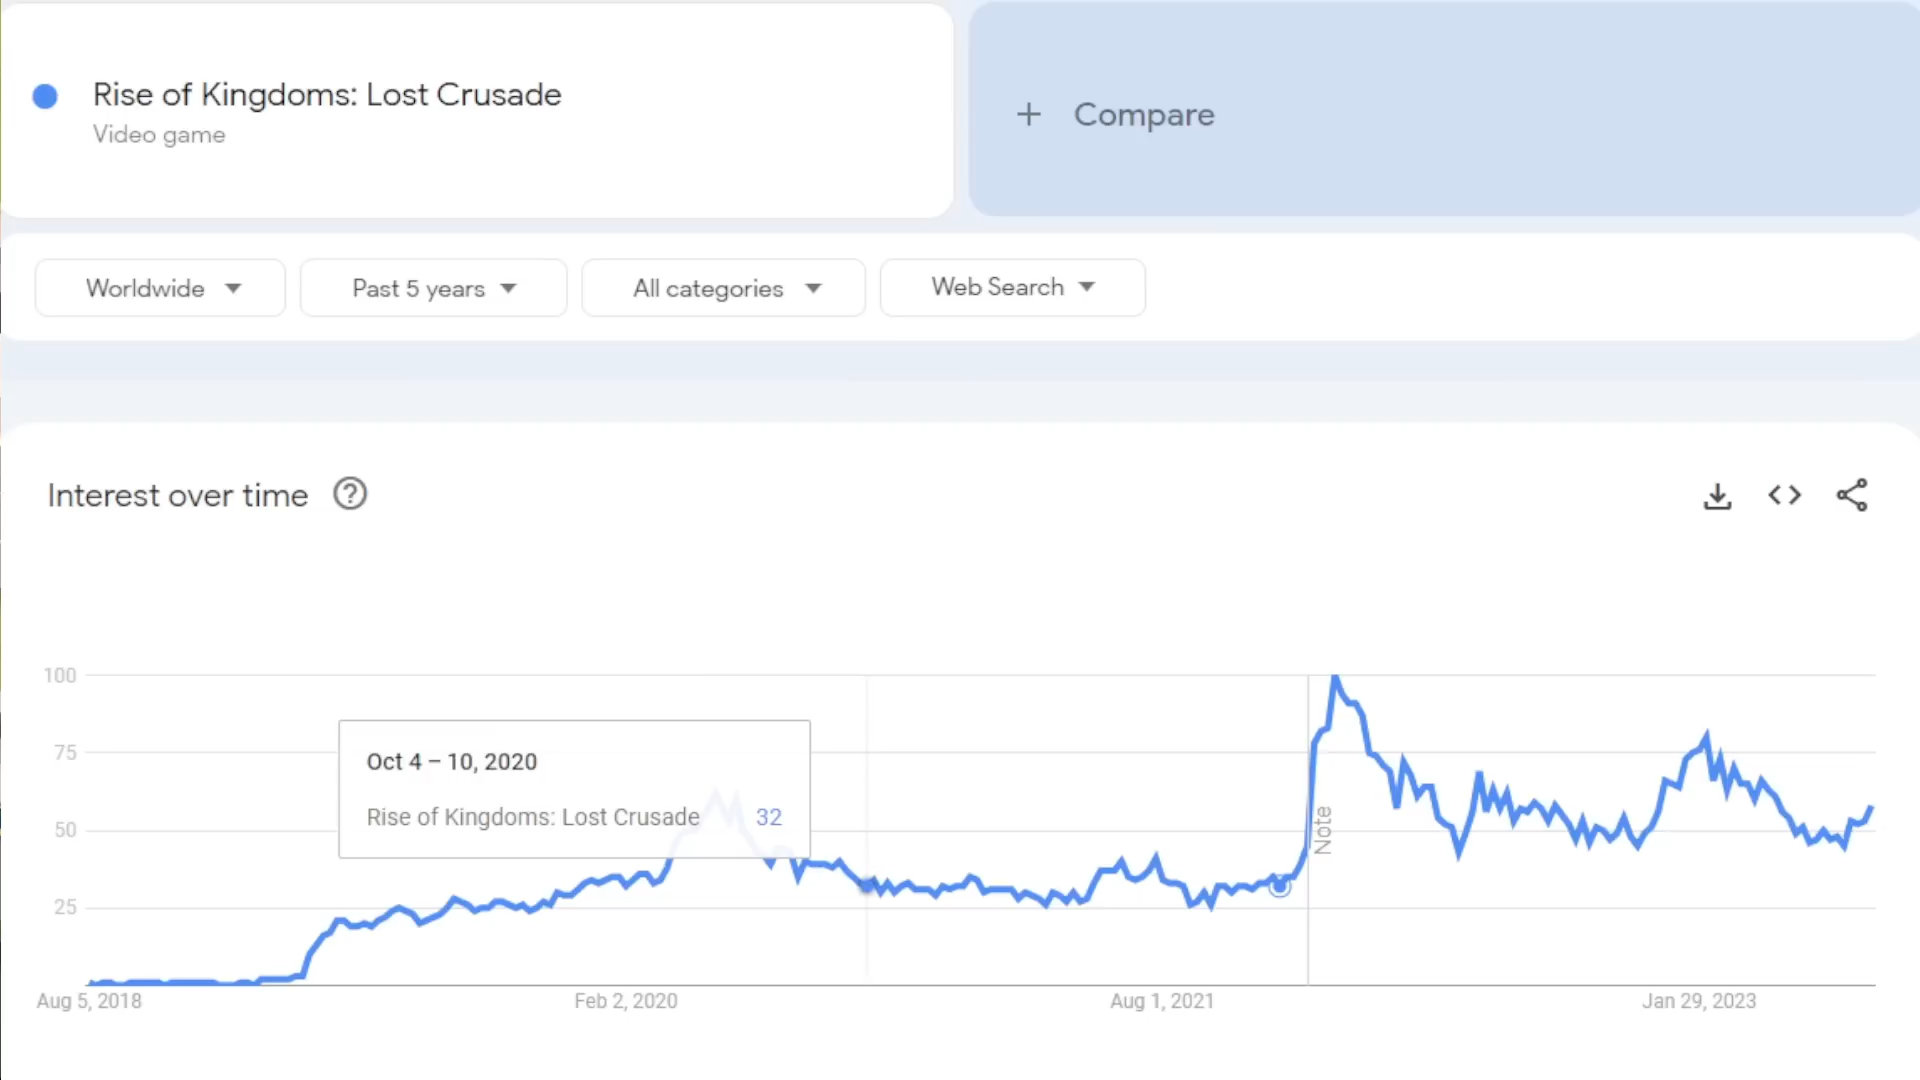 Rise of Kingdoms: Lost Crusade
Video game
+ Compare
Worldwide
Past 5 years
All categories
Web Search
Interest over time
100
75
50
25
Oct 4 – 10, 2020
Rise of Kingdoms: Lost Crusade 32
Note
Aug 5, 2018
Feb 2, 2020
Aug 1, 2021
Jan 29, 2023